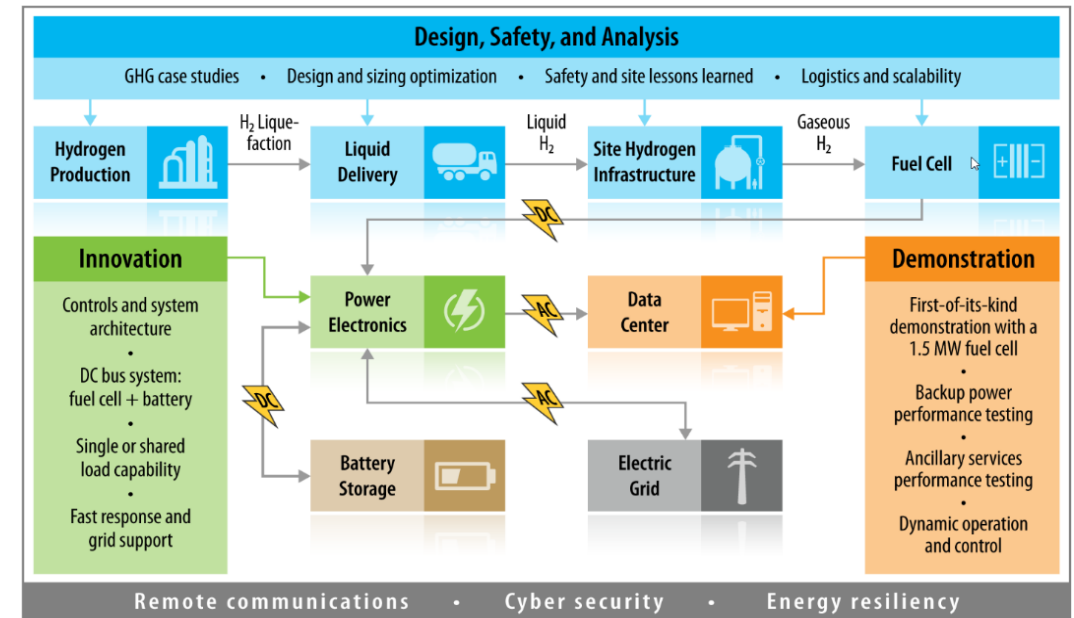 Design, Safety, and Analysis
GHG case studies • Design and sizing optimization • Safety and site lessons learned • Logistics and scalability
Hydrogen
Production
H₂ Lique-
faction
Liquid
Delivery
Liquid
H₂
Site Hydrogen
Infrastructure
Gaseous
H₂
Fuel Cell
+
−
DC
Innovation
Controls and system
architecture
•
DC bus system:
fuel cell + battery
•
Single or shared
load capability
•
Fast response and
grid support
Power
Electronics
AC
Data
Center
DC
AC
Battery
Storage
Electric
Grid
Demonstration
First-of-its-kind
demonstration with a
1.5 MW fuel cell
•
Backup power
performance testing
•
Ancillary services
performance testing
•
Dynamic operation
and control
Remote communications • Cyber security • Energy resiliency